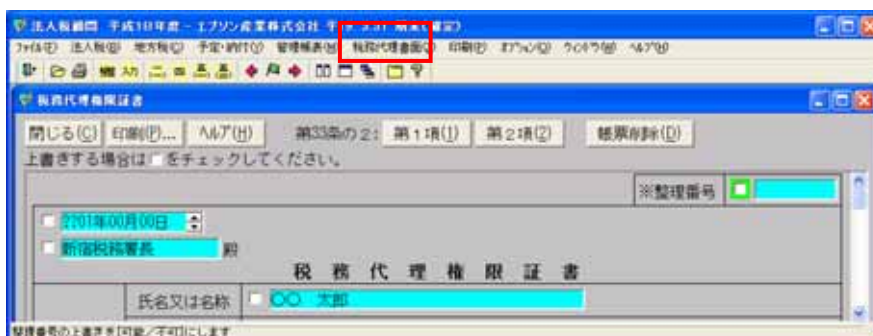 法人税顧問 平成18年度 - エプソン産業株式会社
ファイル(F) 法人税(B) 地方税(C) 予定・納付(Y) 管理帳表(H) 税務代理書面(O) 印刷(P) オプション(O) ウィンドウ(W) ヘルプ(H)
税務代理権限証書
閉じる(C) 印刷(P)... ヘルプ(H) 第33条の2: 第1項(1) 第2項(2) 帳票削除(D)
上書きする場合は□をチェックしてください。
※整理番号
??01年00月00日
新宿税務署長 殿
税務代理権限証書
氏名又は名称 〇〇 太郎
整理番号の上書きを[可能/不可]にします